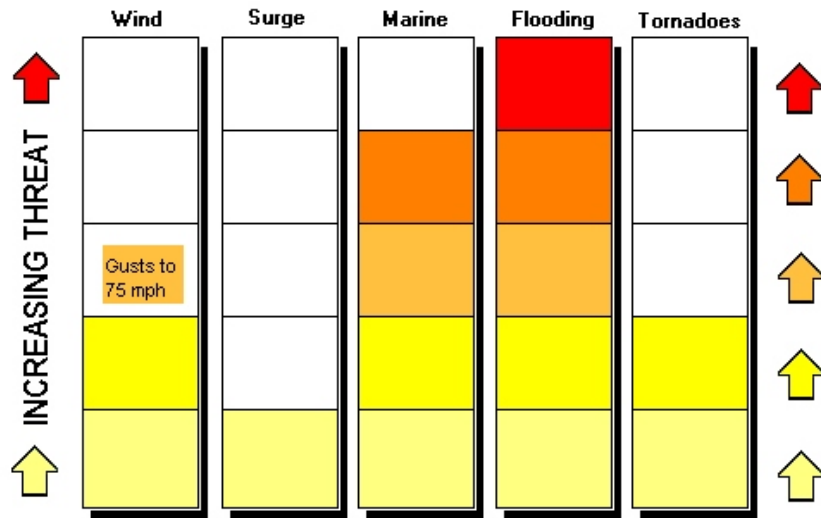 Wind Surge Marine Flooding Tornadoes
INCREASING THREAT
Gusts to
75 mph